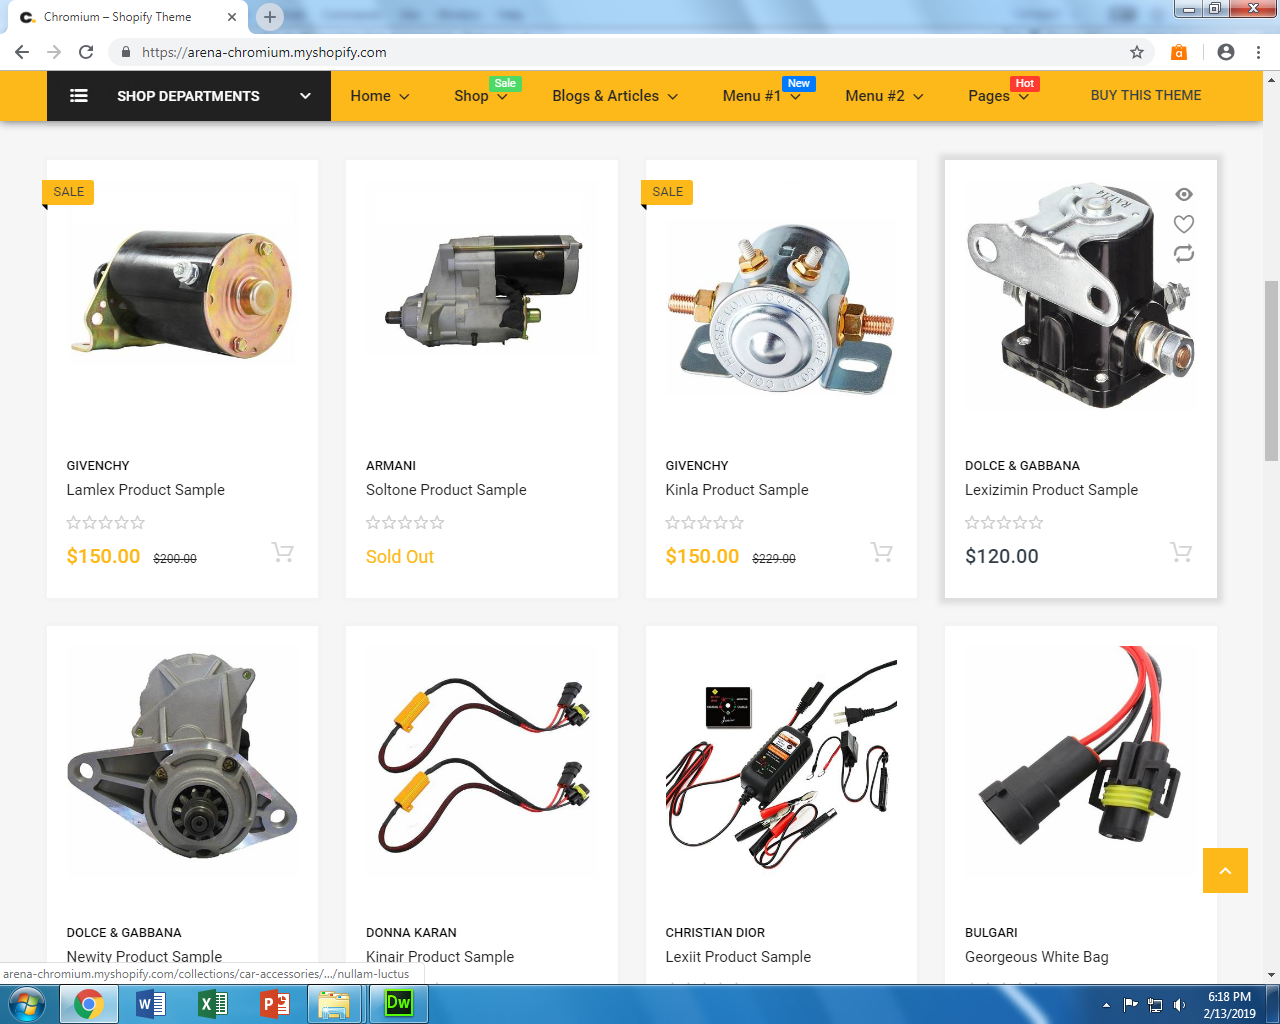 Chromium – Shopify Theme
https://arena-chromium.myshopify.com
SHOP DEPARTMENTS
Home
Shop
Sale
Blogs & Articles
Menu #1
New
Menu #2
Pages
Hot
BUY THIS THEME
SALE
SALE
RA1214
GIVENCHY
Lamlex Product Sample
$150.00 $200.00
ARMANI
Soltone Product Sample
Sold Out
GIVENCHY
Kinla Product Sample
$150.00 $229.00
DOLCE & GABBANA
Lexizimin Product Sample
$120.00
DOLCE & GABBANA
Newity Product Sample
DONNA KARAN
Kinair Product Sample
CHRISTIAN DIOR
Lexiit Product Sample
BULGARI
Georgeous White Bag
arena-chromium.myshopify.com/collections/car-accessories/.../nullam-luctus
Dw
6:18 PM
2/13/2019